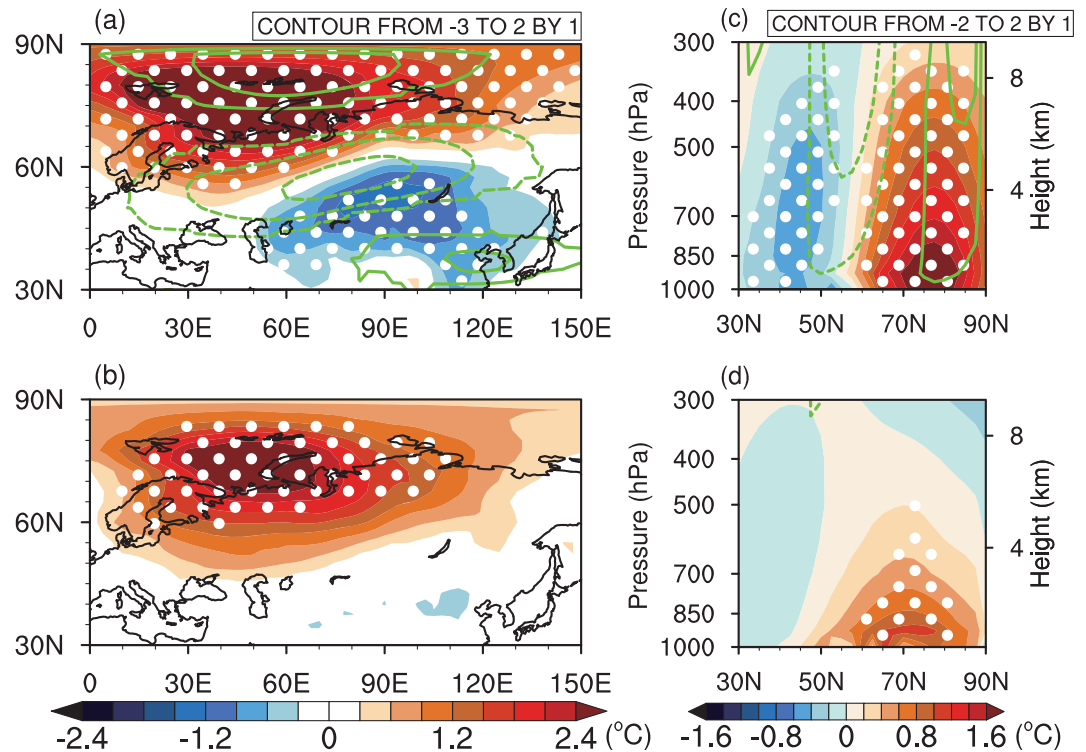 (a) CONTOUR FROM -3 TO 2 BY 1
90N
60N
30N
0 30E 60E 90E 120E 150E
(c) CONTOUR FROM -2 TO 2 BY 1
Pressure (hPa)
300
400
500
700
850
1000
Height (km)
8
4
30N 50N 70N 90N
(b)
90N
60N
30N
0 30E 60E 90E 120E 150E
-2.4 -1.2 0 1.2 2.4 (°C)
(d)
Pressure (hPa)
300
400
500
700
850
1000
Height (km)
8
4
30N 50N 70N 90N
-1.6 -0.8 0 0.8 1.6 (°C)